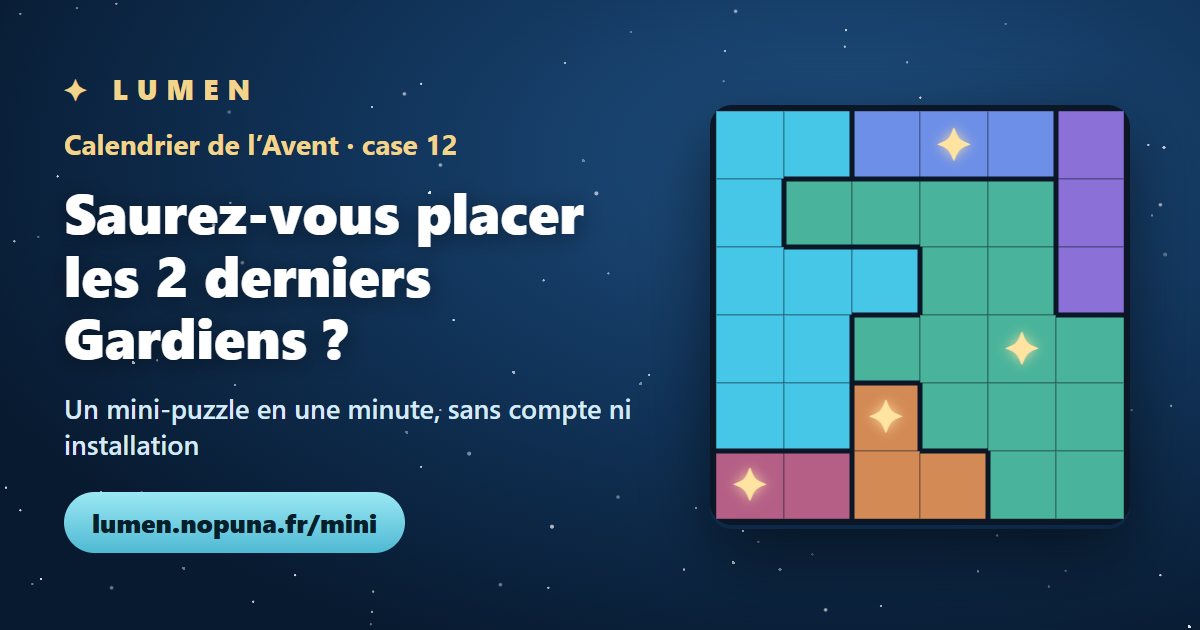 LUMEN
Calendrier de l’Avent · case 12
Saurez-vous placer
les 2 derniers
Gardiens ?
Un mini-puzzle en une minute, sans compte ni
installation
lumen.nopuna.fr/mini